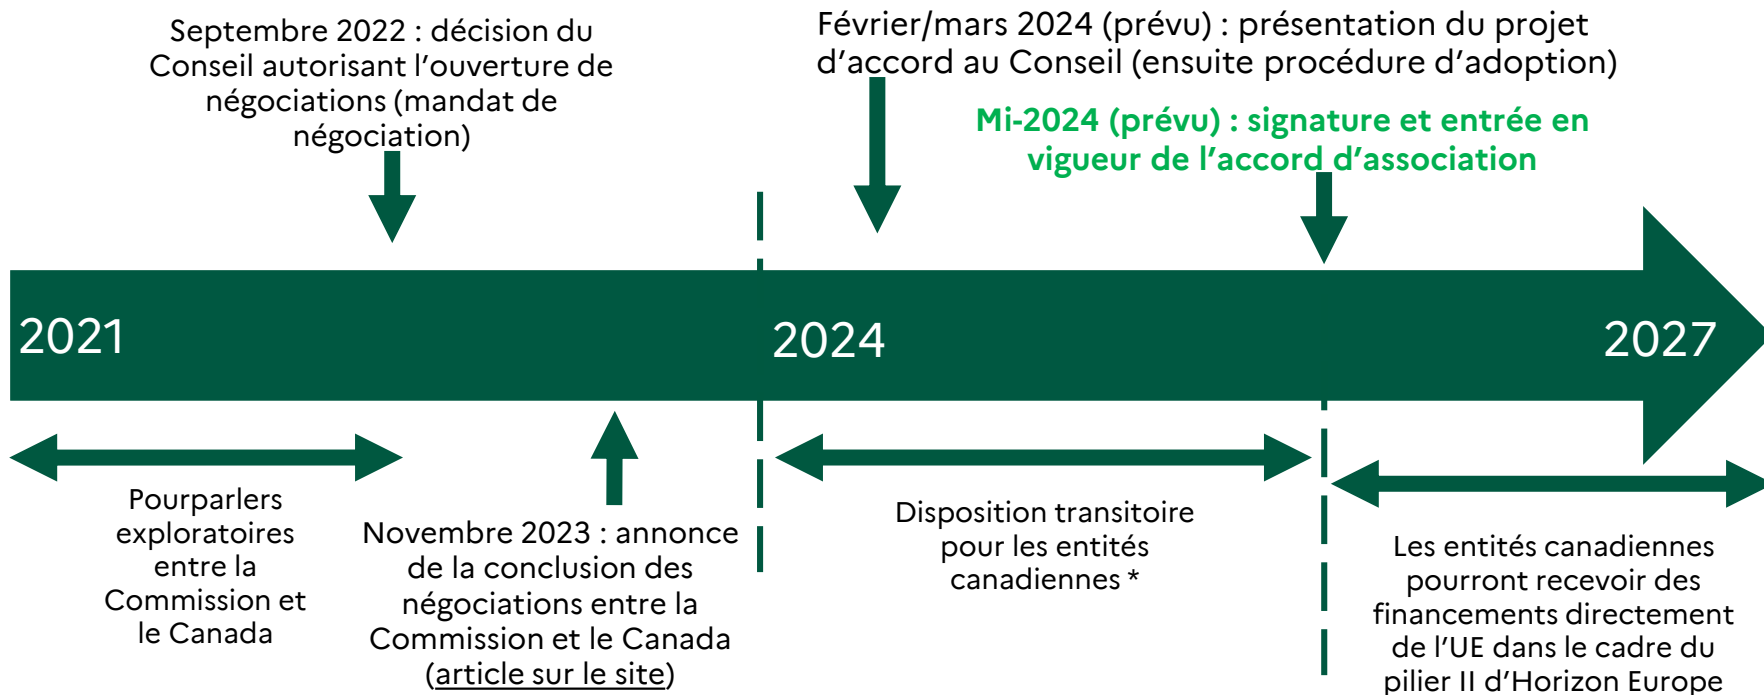 Septembre 2022 : décision du
Conseil autorisant l’ouverture de
négociations (mandat de
négociation)
Février/mars 2024 (prévu) : présentation du projet
d’accord au Conseil (ensuite procédure d’adoption)
Mi-2024 (prévu) : signature et entrée en
vigueur de l’accord d’association
2021
2024
2027
Pourparlers
exploratoires
entre la
Commission et
le Canada
Novembre 2023 : annonce
de la conclusion des
négociations entre la
Commission et le Canada
(article sur le site)
Disposition transitoire
pour les entités
canadiennes *
Les entités canadiennes
pourront recevoir des
financements directement
de l’UE dans le cadre du
pilier II d’Horizon Europe